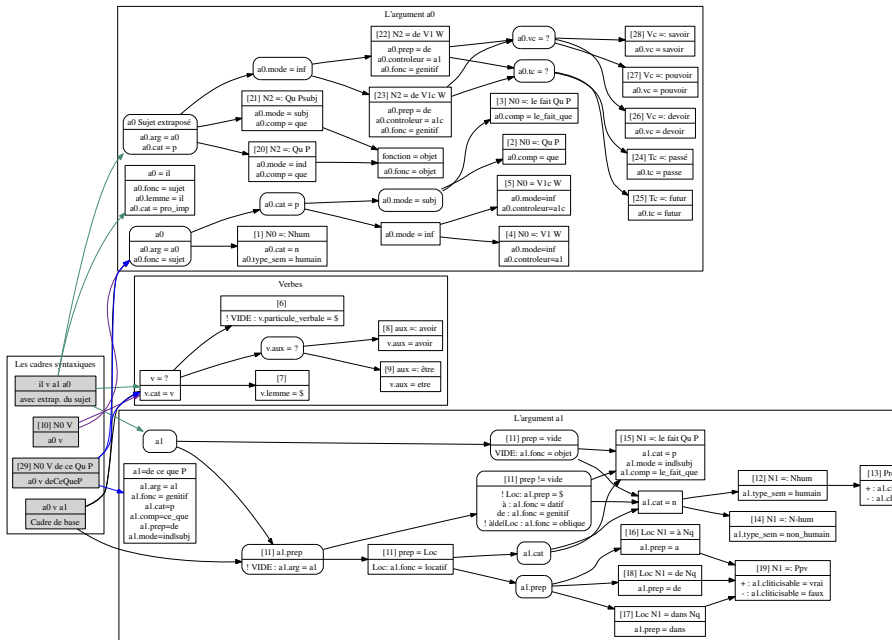 L'argument a0
[22] N2 = de V1 W
a0.prep = de
a0.controleur = a1
a0.fonc = genitif
a0.vc = ?
[28] Vc =: savoir
a0.vc = savoir
a0.mode = inf
a0.tc = ?
[27] Vc =: pouvoir
a0.vc = pouvoir
[23] N2 = de V1c W
a0.prep = de
a0.controleur = a1c
a0.fonc = genitif
[21] N2 =: Qu Psubj
a0.mode = subj
a0.comp = que
[3] N0 =: le fait Qu P
a0.comp = le_fait_que
[26] Vc =: devoir
a0.vc = devoir
a0 Sujet extraposé
a0.arg = a0
a0.cat = p
[20] N2 =: Qu P
a0.mode = ind
a0.comp = que
fonction = objet
a0.fonc = objet
[2] N0 =: Qu P
a0.comp = que
[24] Tc =: passé
a0.tc = passe
a0 = il
a0.fonc = sujet
a0.lemme = il
a0.cat = pro_imp
a0.cat = p
a0.mode = subj
[5] N0 = V1c W
a0.mode=inf
a0.controleur=a1c
[25] Tc =: futur
a0.tc = futur
a0
a0.arg = a0
a0.fonc = sujet
[1] N0 =: Nhum
a0.cat = n
a0.type_sem = humain
a0.mode = inf
[4] N0 =: V1 W
a0.mode=inf
a0.controleur=a1
Verbes
[6]
! VIDE : v.particule_verbale = $
v.aux = ?
[8] aux =: avoir
v.aux = avoir
v = ?
v.cat = v
[7]
v.lemme = $
[9] aux =: être
v.aux = etre
Les cadres syntaxiques
il v a1 a0
avec extrap. du sujet
[10] N0 V
a0 v
[29] N0 V de ce Qu P
a0 v deCeQueP
a0 v a1
Cadre de base
L'argument a1
a1
[11] prep = vide
VIDE: a1.fonc = objet
[15] N1 =: le fait Qu P
a1.cat = p
a1.mode = ind|subj
a1.comp = le_fait_que
a1=de ce que P
a1.arg = a1
a1.fonc = genitif
a1.cat=p
a1.comp=ce_que
a1.prep=de
a1.mode=ind|subj
[11] prep != vide
! Loc: a1.prep = $
à : a1.fonc = datif
de : a1.fonc = genitif
! à|de|Loc : a1.fonc = oblique
a1.cat = n
[12] N1 =: Nhum
a1.type_sem = humain
+ : a1.cl
- : a1.cl
[14] N1 =: N-hum
a1.type_sem = non_humain
[11] a1.prep
! VIDE : a1.arg = a1
[11] prep = Loc
Loc: a1.fonc = locatif
a1.cat
[16] Loc N1 = à Nq
a1.prep = a
a1.prep
[18] Loc N1 = de Nq
a1.prep = de
[19] N1 =: Ppv
+ : a1.cliticisable = vrai
- : a1.cliticisable = faux
[17] Loc N1 = dans Nq
a1.prep = dans